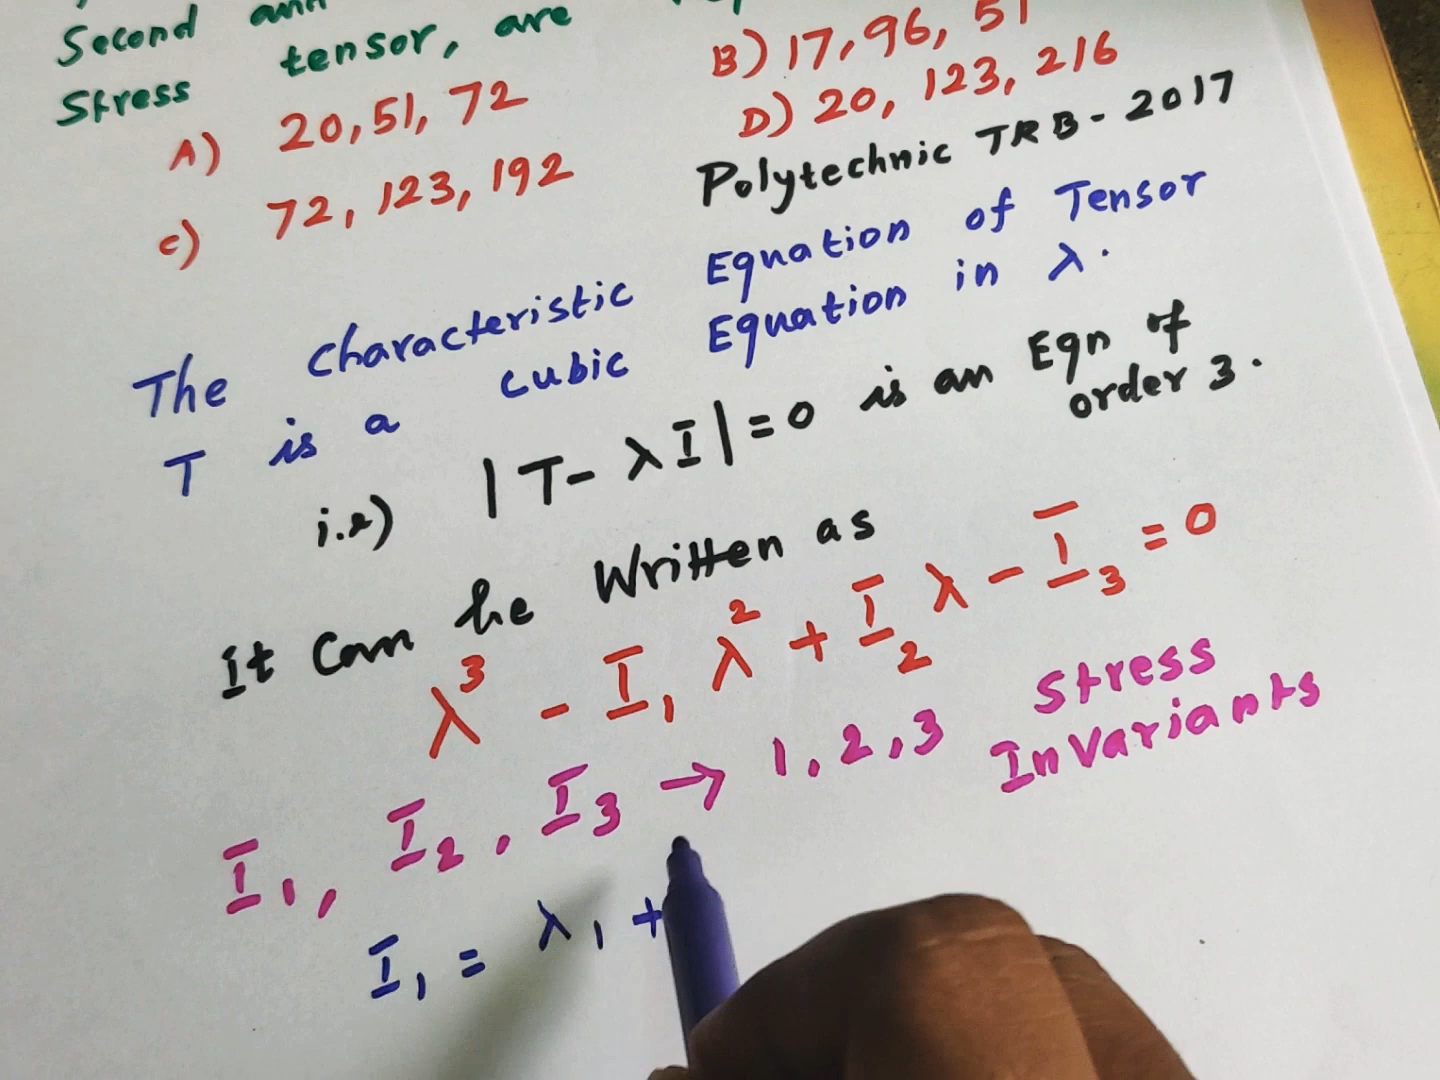 Second and
Stress tensor, are
A) 20, 51, 72
B) 17, 96, 51
C) 72, 123, 192
D) 20, 123, 216
Polytechnic TRB - 2017
The characteristic Equation of Tensor
T is a cubic Equation in λ.
i.e) |T - λI| = 0 is an Eqn of
order 3.
It Can be Written as
λ³ - I₁ λ² + I₂ λ - I₃ = 0
I₁, I₂, I₃ → 1, 2, 3 Stress
Invariants
I₁ = λ₁ +